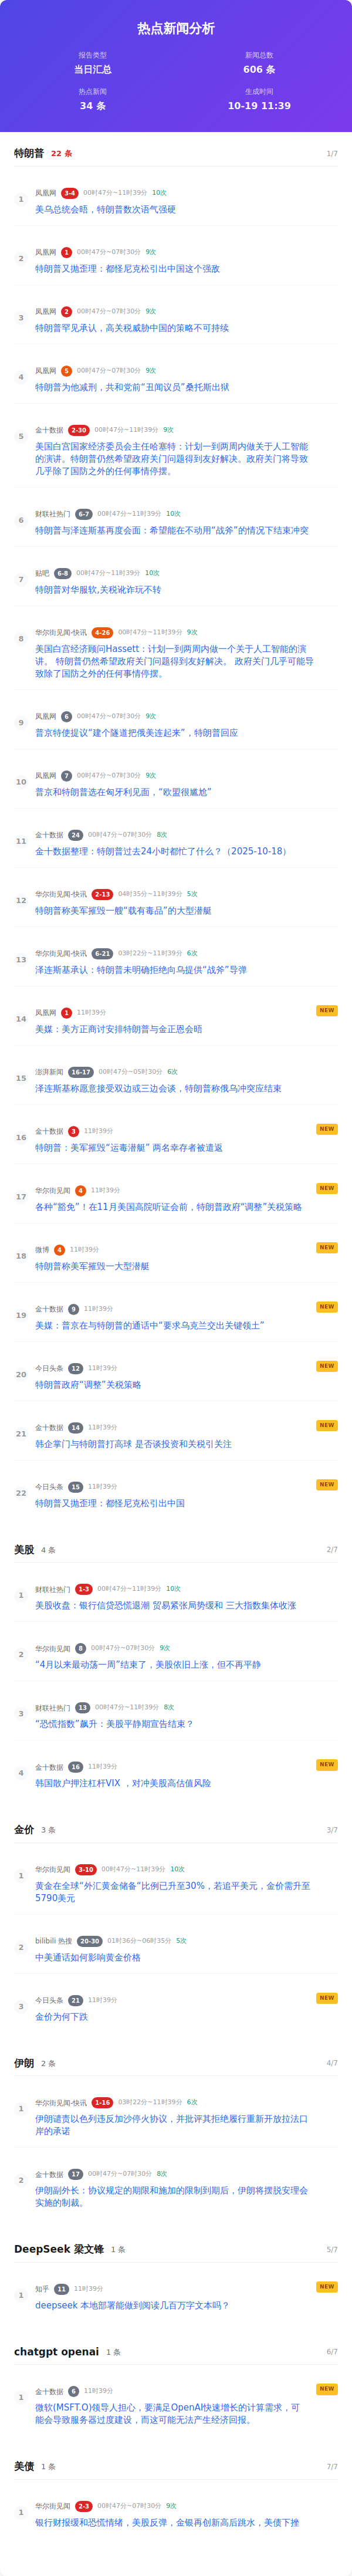 热点新闻分析
报告类型
新闻总数
当日汇总
606 条
热点新闻
生成时间
34 条
10-19 11:39
特朗普 22 条 1/7
1
凤凰网 3-4 00时47分~11时39分 10次
美乌总统会晤，特朗普数次语气强硬
2
凤凰网 1 00时47分~07时30分 9次
特朗普又抛歪理：都怪尼克松引出中国这个强敌
3
凤凰网 2 00时47分~07时30分 9次
特朗普罕见承认，高关税威胁中国的策略不可持续
4
凤凰网 5 00时47分~07时30分 9次
特朗普为他减刑，共和党前“丑闻议员”桑托斯出狱
5
金十数据 2-30 00时47分~11时39分 9次
美国白宫国家经济委员会主任哈塞特：计划一到两周内做关于人工智能
的演讲。特朗普仍然希望政府关门问题得到友好解决。政府关门将导致
几乎除了国防之外的任何事情停摆。
6
财联社热门 6-7 00时47分~11时39分 10次
特朗普与泽连斯基再度会面：希望能在不动用“战斧”的情况下结束冲突
7
贴吧 6-8 00时47分~11时39分 10次
特朗普对华服软,关税讹诈玩不转
8
华尔街见闻-快讯 4-26 00时47分~11时39分 9次
美国白宫经济顾问Hassett：计划一到两周内做一个关于人工智能的演
讲。 特朗普仍然希望政府关门问题得到友好解决。 政府关门几乎可能导
致除了国防之外的任何事情停摆。
9
凤凰网 6 00时47分~07时30分 9次
普京特使提议“建个隧道把俄美连起来”，特朗普回应
10
凤凰网 7 00时47分~07时30分 9次
普京和特朗普选在匈牙利见面，“欧盟很尴尬”
11
金十数据 24 00时47分~07时30分 8次
金十数据整理：特朗普过去24小时都忙了什么？（2025-10-18）
12
华尔街见闻-快讯 2-13 04时35分~11时39分 5次
特朗普称美军摧毁一艘“载有毒品”的大型潜艇
13
华尔街见闻-快讯 6-21 03时22分~11时39分 6次
泽连斯基承认：特朗普未明确拒绝向乌提供“战斧”导弹
14
凤凰网 1 11时39分 NEW
美媒：美方正商讨安排特朗普与金正恩会晤
15
澎湃新闻 16-17 00时47分~05时30分 6次
泽连斯基称愿意接受双边或三边会谈，特朗普称俄乌冲突应结束
16
金十数据 3 11时39分 NEW
特朗普：美军摧毁“运毒潜艇” 两名幸存者被遣返
17
华尔街见闻 4 11时39分 NEW
各种“豁免”！在11月美国高院听证会前，特朗普政府“调整”关税策略
18
微博 4 11时39分 NEW
特朗普称美军摧毁一大型潜艇
19
金十数据 9 11时39分 NEW
美媒：普京在与特朗普的通话中“要求乌克兰交出关键领土”
20
今日头条 12 11时39分 NEW
特朗普政府“调整”关税策略
21
金十数据 14 11时39分 NEW
韩企掌门与特朗普打高球 是否谈投资和关税引关注
22
今日头条 15 11时39分 NEW
特朗普又抛歪理：都怪尼克松引出中国
美股 4 条 2/7
1
财联社热门 1-3 00时47分~11时39分 10次
美股收盘：银行信贷恐慌退潮 贸易紧张局势缓和 三大指数集体收涨
2
华尔街见闻 8 00时47分~07时30分 9次
“4月以来最动荡一周”结束了，美股依旧上涨，但不再平静
3
财联社热门 13 00时47分~11时39分 8次
“恐慌指数”飙升：美股平静期宣告结束？
4
金十数据 16 11时39分 NEW
韩国散户押注杠杆VIX ，对冲美股高估值风险
金价 3 条 3/7
1
华尔街见闻 3-10 00时47分~11时39分 10次
黄金在全球“外汇黄金储备”比例已升至30%，若追平美元，金价需升至
5790美元
2
bilibili 热搜 20-30 01时36分~06时35分 5次
中美通话如何影响黄金价格
3
今日头条 21 11时39分 NEW
金价为何下跌
伊朗 2 条 4/7
1
华尔街见闻-快讯 1-16 03时22分~11时39分 6次
伊朗谴责以色列违反加沙停火协议，并批评其拒绝履行重新开放拉法口
岸的承诺
2
金十数据 17 00时47分~07时30分 8次
伊朗副外长：协议规定的期限和施加的限制到期后，伊朗将摆脱安理会
实施的制裁。
DeepSeek 梁文锋 1 条 5/7
1
知乎 11 11时39分 NEW
deepseek 本地部署能做到阅读几百万字文本吗？
chatgpt openai 1 条 6/7
1
金十数据 6 11时39分 NEW
微软(MSFT.O)领导人担心，要满足OpenAI快速增长的计算需求，可
能会导致服务器过度建设，而这可能无法产生经济回报。
美债 1 条 7/7
1
华尔街见闻 2-3 00时47分~07时30分 9次
银行财报缓和恐慌情绪，美股反弹，金银再创新高后跳水，美债下挫